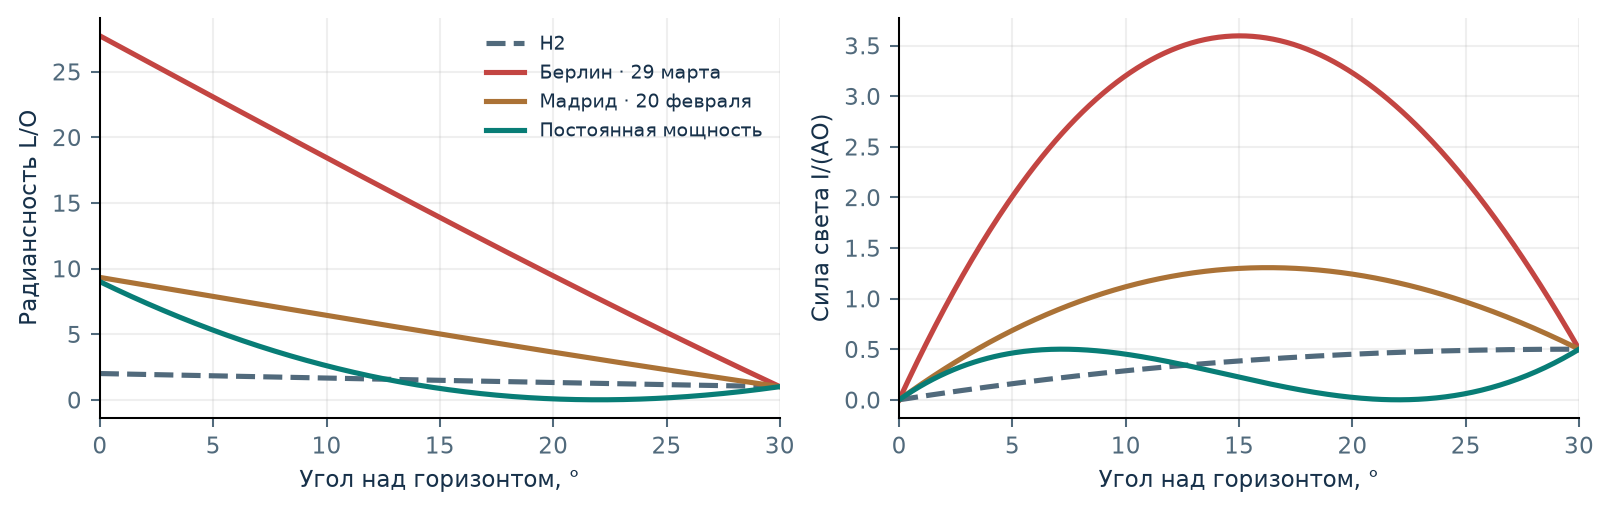 Радиансность L/O
25
20
15
10
5
0
0 5 10 15 20 25 30
Угол над горизонтом, °
H2
Берлин · 29 марта
Мадрид · 20 февраля
Постоянная мощность
Сила света I/(AO)
3.5
3.0
2.5
2.0
1.5
1.0
0.5
0.0
0 5 10 15 20 25 30
Угол над горизонтом, °